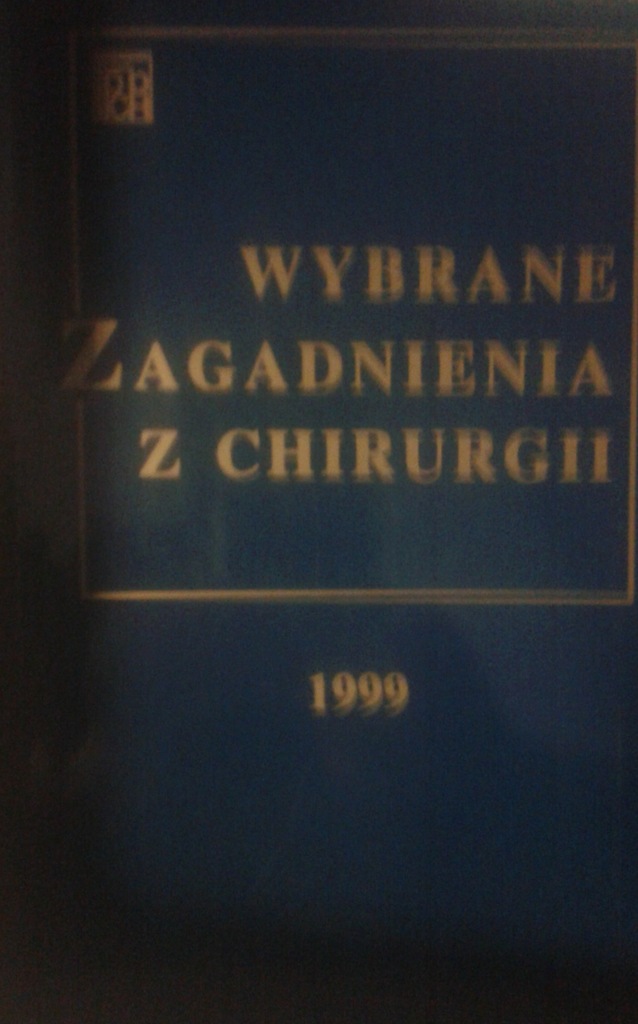 WYBRANE
ZAGADNIENIA
Z CHIRURGII
1999